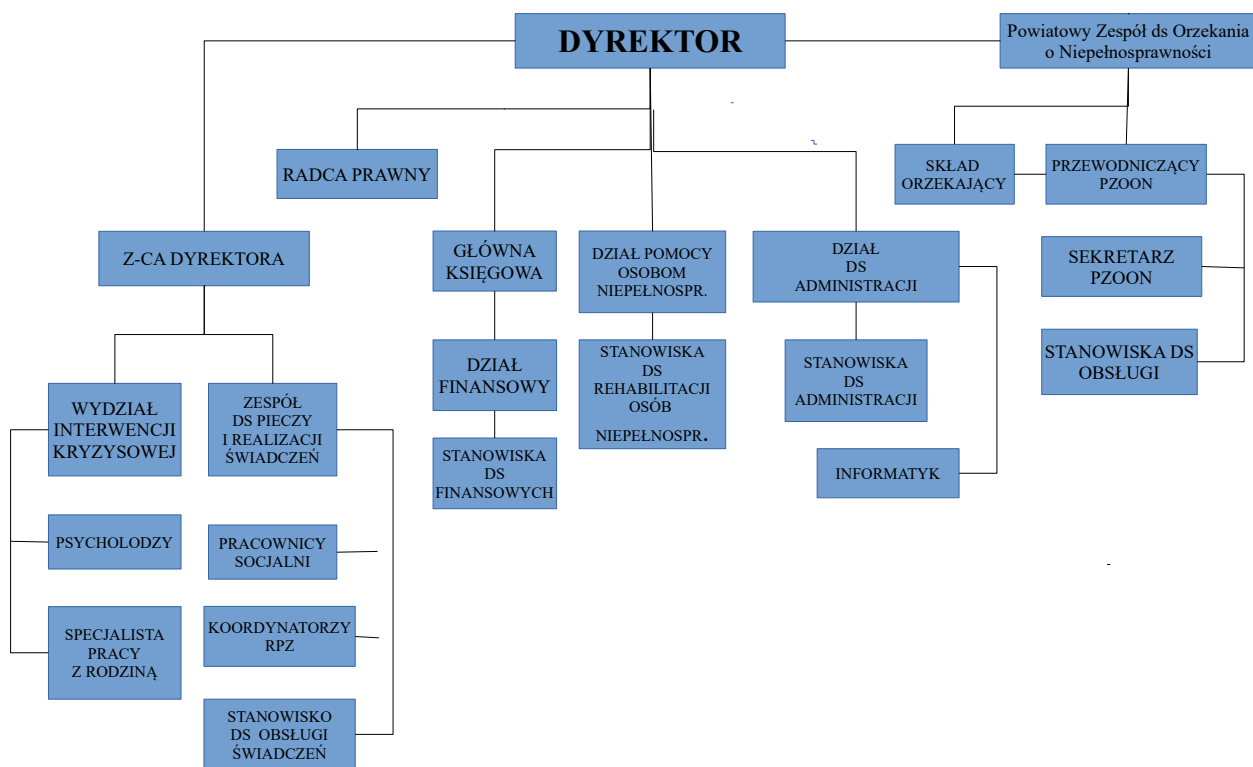 DYREKTOR
Powiatowy Zespół ds Orzekania
o Niepełnosprawności
RADCA PRAWNY
SKŁAD
ORZEKAJĄCY
PRZEWODNICZĄCY
PZOON
Z-CA DYREKTORA
GŁÓWNA
KSIĘGOWA
DZIAŁ POMOCY
OSOBOM
NIEPEŁNOSPR.
DZIAŁ
DS
ADMINISTRACJI
SEKRETARZ
PZOON
DZIAŁ
FINANSOWY
STANOWISKA
DS
REHABILITACJI
OSÓB
NIEPEŁNOSPR.
STANOWISKA
DS
ADMINISTRACJI
STANOWISKA DS
OBSŁUGI
WYDZIAŁ
INTERWENCJI
KRYZYSOWEJ
ZESPÓŁ
DS PIECZY
I REALIZACJI
ŚWIADCZEŃ
STANOWISKA
DS
FINANSOWYCH
INFORMATYK
PSYCHOLODZY
PRACOWNICY
SOCJALNI
SPECJALISTA
PRACY
Z RODZINĄ
KOORDYNATORZY
RPZ
STANOWISKO
DS OBSŁUGI
ŚWIADCZEŃ